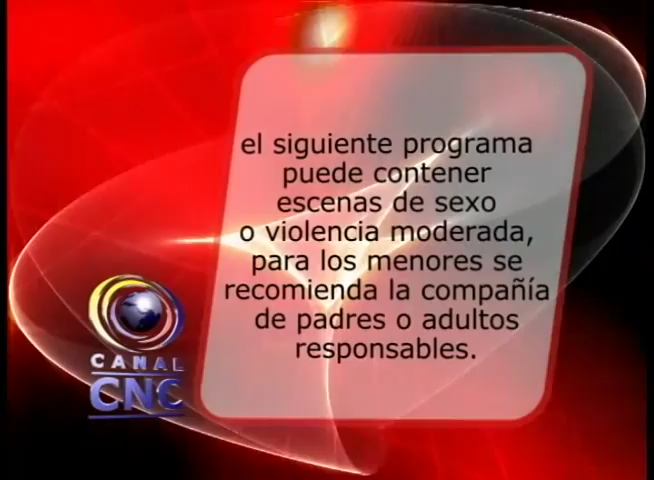 el siguiente programa
puede contener
escenas de sexo
o violencia moderada,
para los menores se
recomienda la compañía
de padres o adultos
responsables.
CANAL
CNC